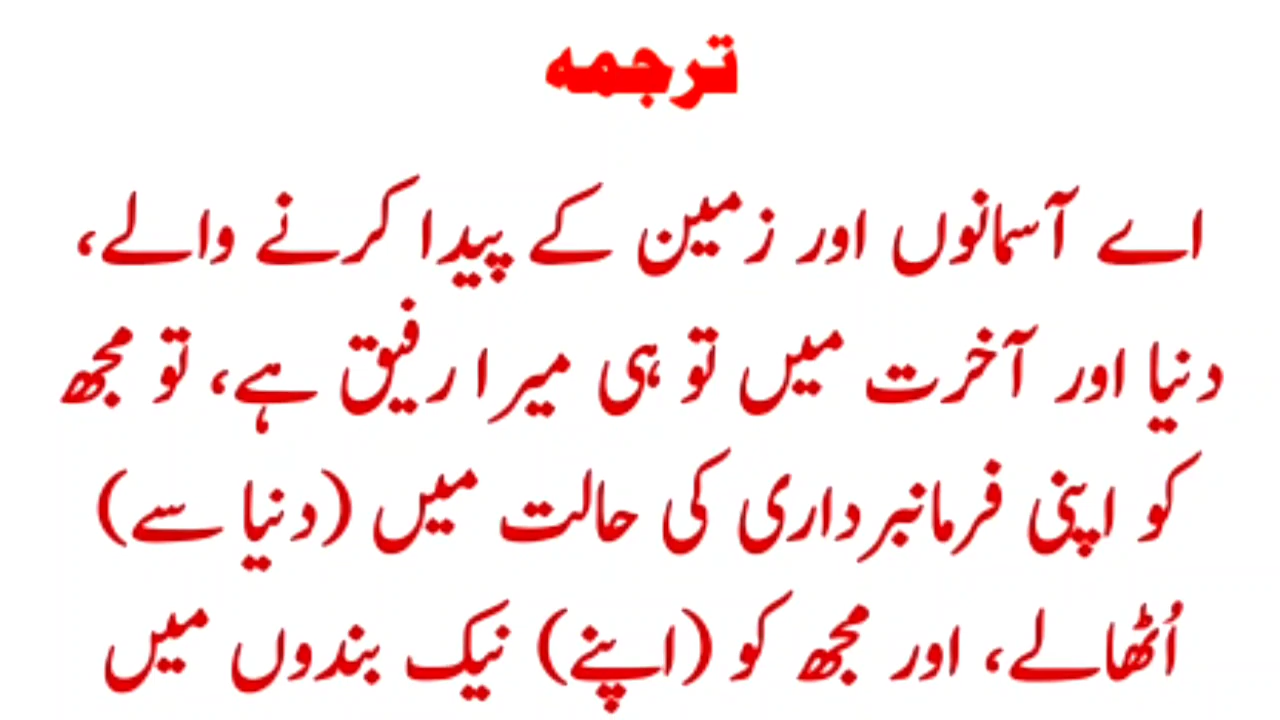 ترجمہ
اے آسمانوں اور زمین کے پیدا کرنے والے،
دنیا اور آخرت میں تو ہی میرا رفیق ہے، تو مجھ
کو اپنی فرمانبرداری کی حالت میں (دنیا سے)
اُٹھالے، اور مجھ کو (اپنے) نیک بندوں میں